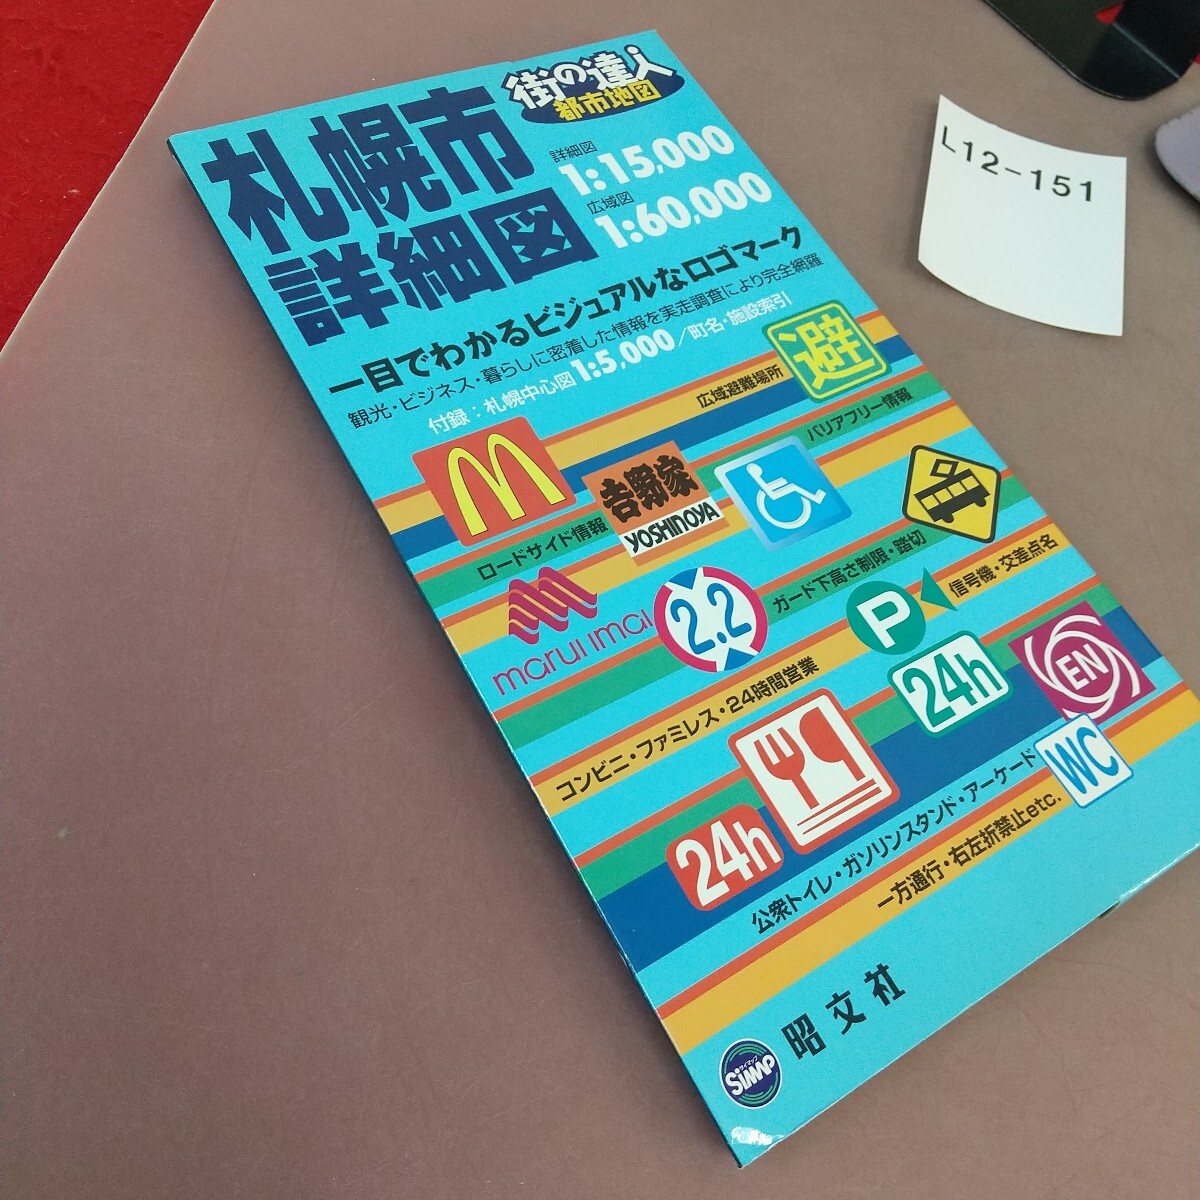 街の達人
都市地図
札幌市
詳細図
詳細図
1:15,000
広域図
1:60,000
一目でわかるビジュアルなロゴマーク
観光・ビジネス・暮らしに密着した情報を実走調査により完全網羅
付録：札幌中心図1:5,000／町名・施設索引
広域避難場所
避
バリアフリー情報
M
吉野家
YOSHINOYA
ロードサイド情報
marui imai
2.2
ガード下高さ制限・踏切
P
信号機・交差点名
EN
24h
コンビニ・ファミレス・24時間営業
24h
WC
公衆トイレ・ガソリンスタンド・アーケード
一方通行・右左折禁止etc.
サイマップ
SiMAP
昭文社
L12-151